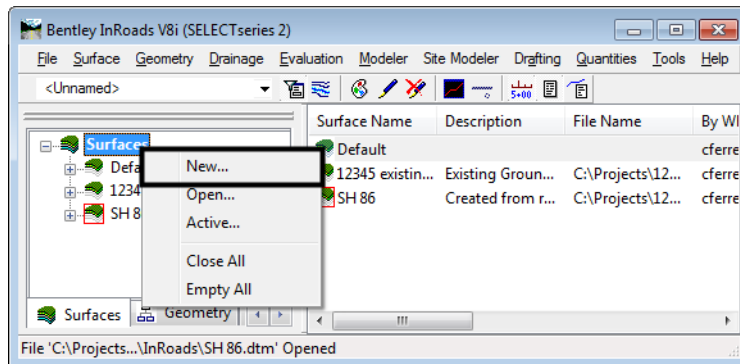 Bentley InRoads V8i (SELECTseries 2)
File Surface Geometry Drainage Evaluation Modeler Site Modeler Drafting Quantities Tools Help
<Unnamed>
5+00
Surface Name Description File Name By Wl
Surfaces
Defa
1234
SH 8
New...
Open...
Active...
Close All
Empty All
Default cferre
12345 existin... Existing Groun... C:\Projects\12... cferre
SH 86 Created from r... C:\Projects\12... cferre
Surfaces Geometry
File 'C:\Projects...\InRoads\SH 86.dtm' Opened